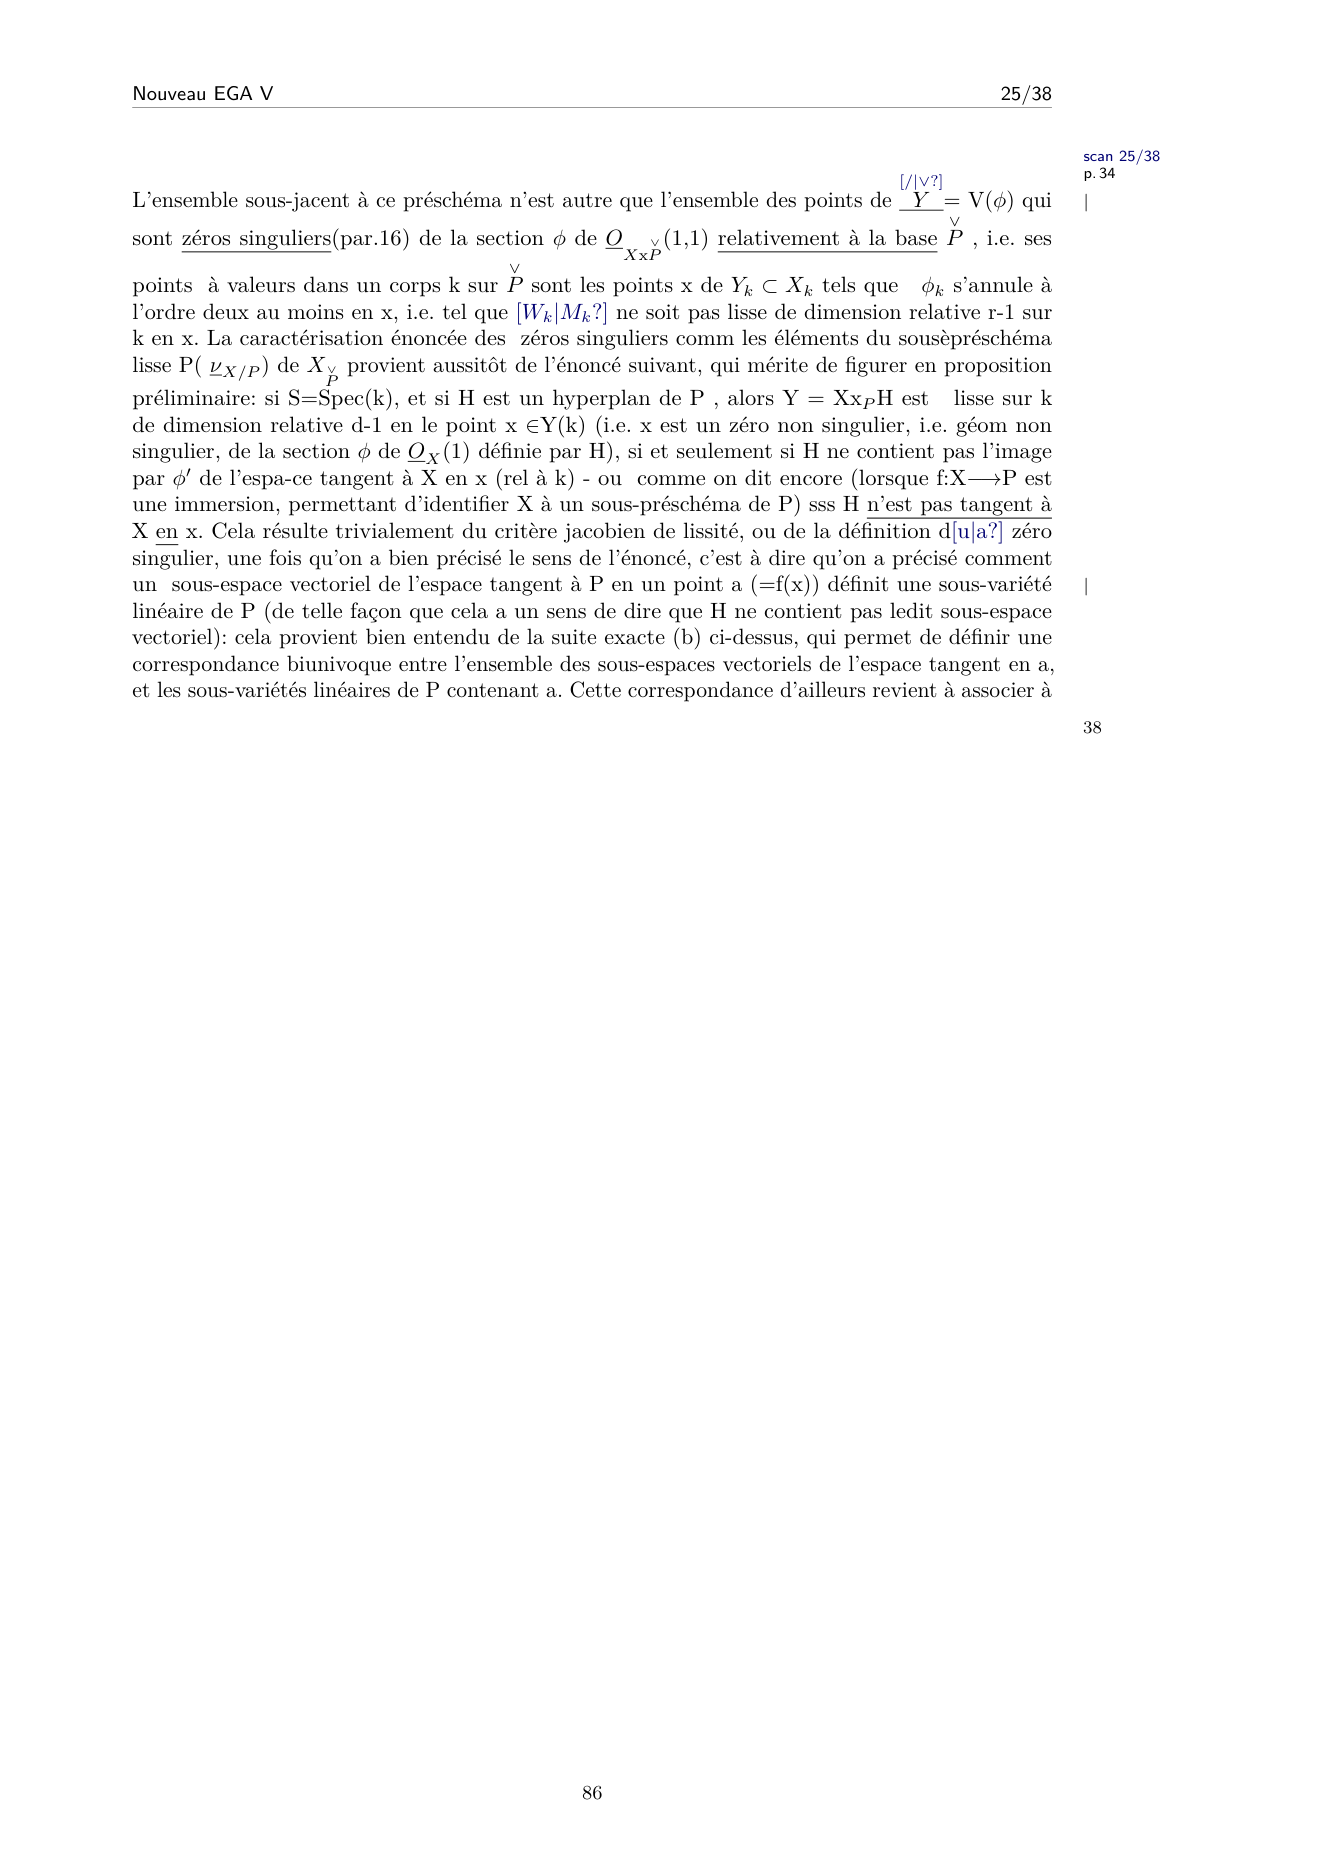 Nouveau EGA V 25/38
scan 25/38
p. 34
[/|∨?]
L'ensemble sous-jacent à ce préschéma n'est autre que l'ensemble des points de Y = V(ϕ) qui |
sont zéros singuliers(par.16) de la section ϕ de O_{XxP̌}(1,1) relativement à la base P̌ , i.e. ses
points à valeurs dans un corps k sur P̌ sont les points x de Y_k ⊂ X_k tels que ϕ_k s'annule à
l'ordre deux au moins en x, i.e. tel que [W_k|M_k?] ne soit pas lisse de dimension relative r-1 sur
k en x. La caractérisation énoncée des zéros singuliers comm les éléments du sousèpréschéma
lisse P( ν_{X/P}) de X_{P̌} provient aussitôt de l'énoncé suivant, qui mérite de figurer en proposition
préliminaire: si S=Spec(k), et si H est un hyperplan de P , alors Y = Xx_PH est lisse sur k
de dimension relative d-1 en le point x ∈Y(k) (i.e. x est un zéro non singulier, i.e. géom non
singulier, de la section ϕ de O_X(1) définie par H), si et seulement si H ne contient pas l'image
par ϕ′ de l'espa-ce tangent à X en x (rel à k) - ou comme on dit encore (lorsque f:X⟶P est
une immersion, permettant d'identifier X à un sous-préschéma de P) sss H n'est pas tangent à
X en x. Cela résulte trivialement du critère jacobien de lissité, ou de la définition d[u|a?] zéro
singulier, une fois qu'on a bien précisé le sens de l'énoncé, c'est à dire qu'on a précisé comment
un sous-espace vectoriel de l'espace tangent à P en un point a (=f(x)) définit une sous-variété |
linéaire de P (de telle façon que cela a un sens de dire que H ne contient pas ledit sous-espace
vectoriel): cela provient bien entendu de la suite exacte (b) ci-dessus, qui permet de définir une
correspondance biunivoque entre l'ensemble des sous-espaces vectoriels de l'espace tangent en a,
et les sous-variétés linéaires de P contenant a. Cette correspondance d'ailleurs revient à associer à
38
86